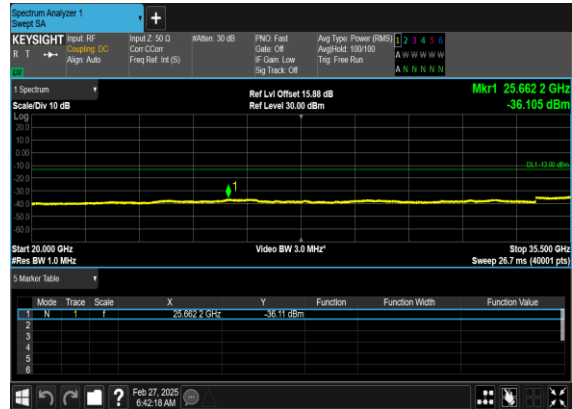 Spectrum Analyzer 1
Swept SA
+
KEYSIGHT Input: RF Input Z: 50 Ω #Atten: 30 dB PNO: Fast Avg Type: Power (RMS) 1 2 3 4 5 6
R T Coupling: DC Corr CCorr Gate: Off Avg|Hold: 100/100 A W W W W W
Align: Auto Freq Ref: Int (S) IF Gain: Low Trig: Free Run
Sig Track: Off A N N N N N
1 Spectrum Ref Lvl Offset 15.88 dB Mkr1 25.662 2 GHz
Scale/Div 10 dB Ref Level 30.00 dBm -36.105 dBm
Log
20.0
10.0
0.00
-10.0
DL1 -13.00 dBm
-20.0
1
-30.0
-40.0
-50.0
-60.0
Start 20.000 GHz Video BW 3.0 MHz* Stop 35.500 GHz
#Res BW 1.0 MHz Sweep 26.7 ms (40001 pts)
5 Marker Table
Mode Trace Scale X Y Function Function Width Function Value
1 N 1 f 25.662 2 GHz -36.11 dBm
2
3
4
5
6
? Feb 27, 2025
6:42:18 AM